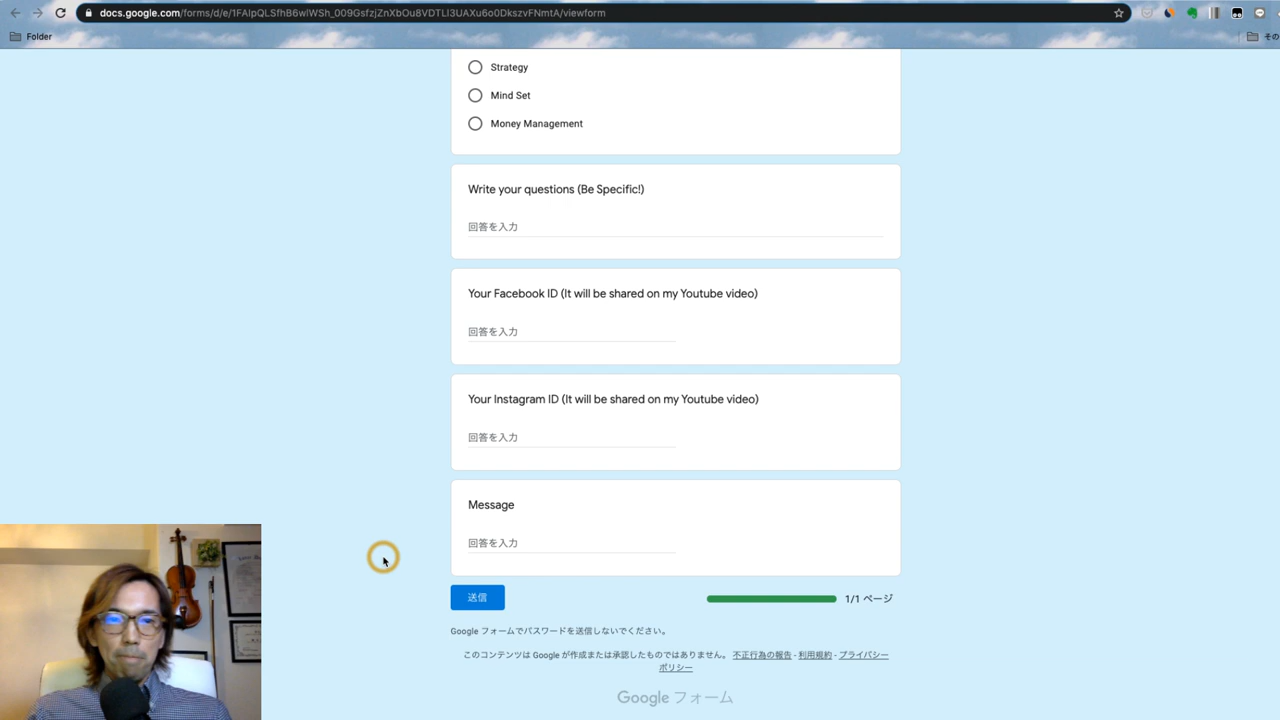 docs.google.com/forms/d/e/1FAIpQLSfhB6wIWSh_009GsfzjZnXbOu8VDTLl3UAXu6o0DkszvFNmtA/viewform
Folder
その
Strategy
Mind Set
Money Management
Write your questions (Be Specific!)
回答を入力
Your Facebook ID (It will be shared on my Youtube video)
回答を入力
Your Instagram ID (It will be shared on my Youtube video)
回答を入力
Message
回答を入力
送信
1/1 ページ
Google フォームでパスワードを送信しないでください。
このコンテンツは Google が作成または承認したものではありません。 不正行為の報告 - 利用規約 - プライバシー
ポリシー
Google フォーム